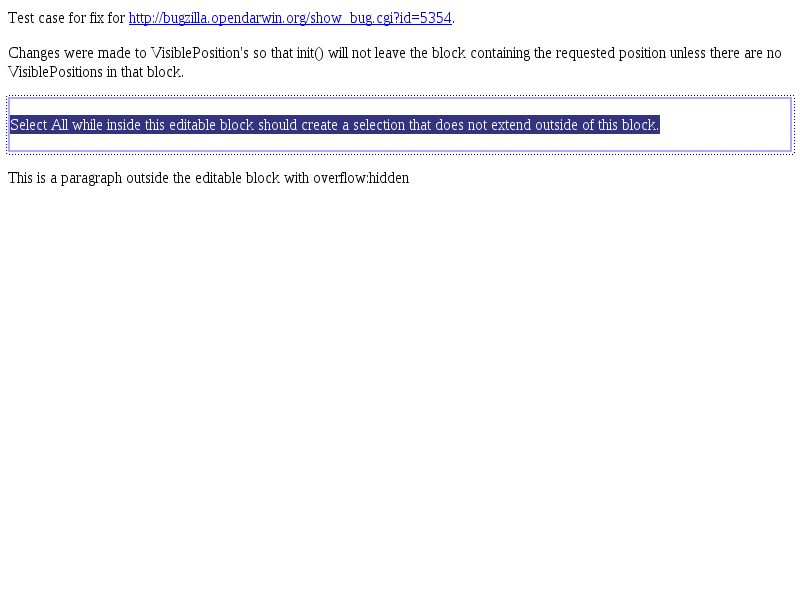 Test case for fix for http://bugzilla.opendarwin.org/show_bug.cgi?id=5354.
Changes were made to VisiblePosition's so that init() will not leave the block containing the requested position unless there are no
VisiblePositions in that block.
Select All while inside this editable block should create a selection that does not extend outside of this block.
This is a paragraph outside the editable block with overflow:hidden